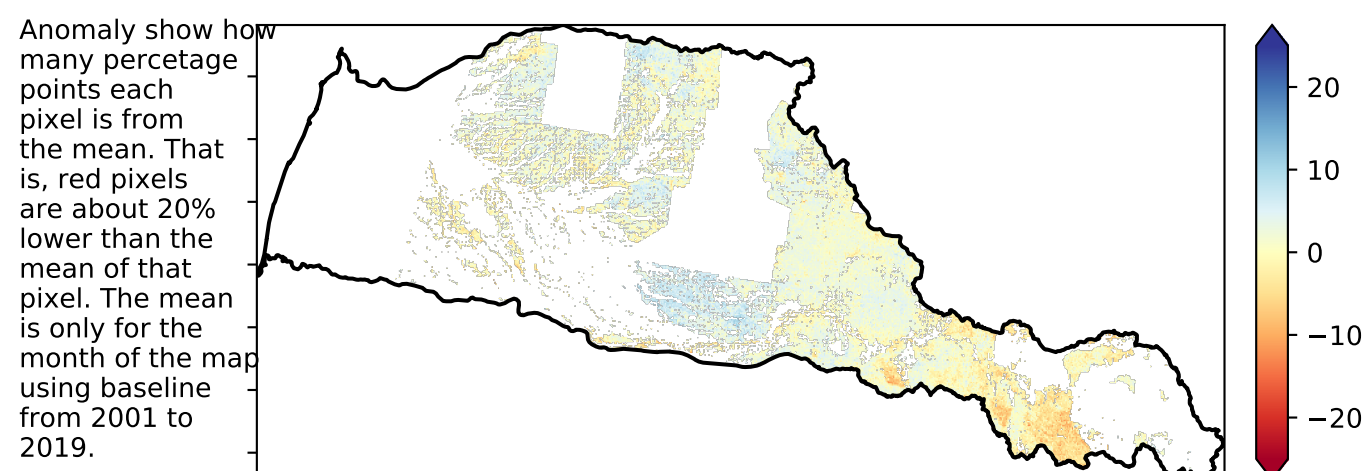 Anomaly show how
many percetage
points each
pixel is from
the mean. That
is, red pixels
are about 20%
lower than the
mean of that
pixel. The mean
is only for the
month of the map
using baseline
from 2001 to
2019.
20
10
0
−10
−20